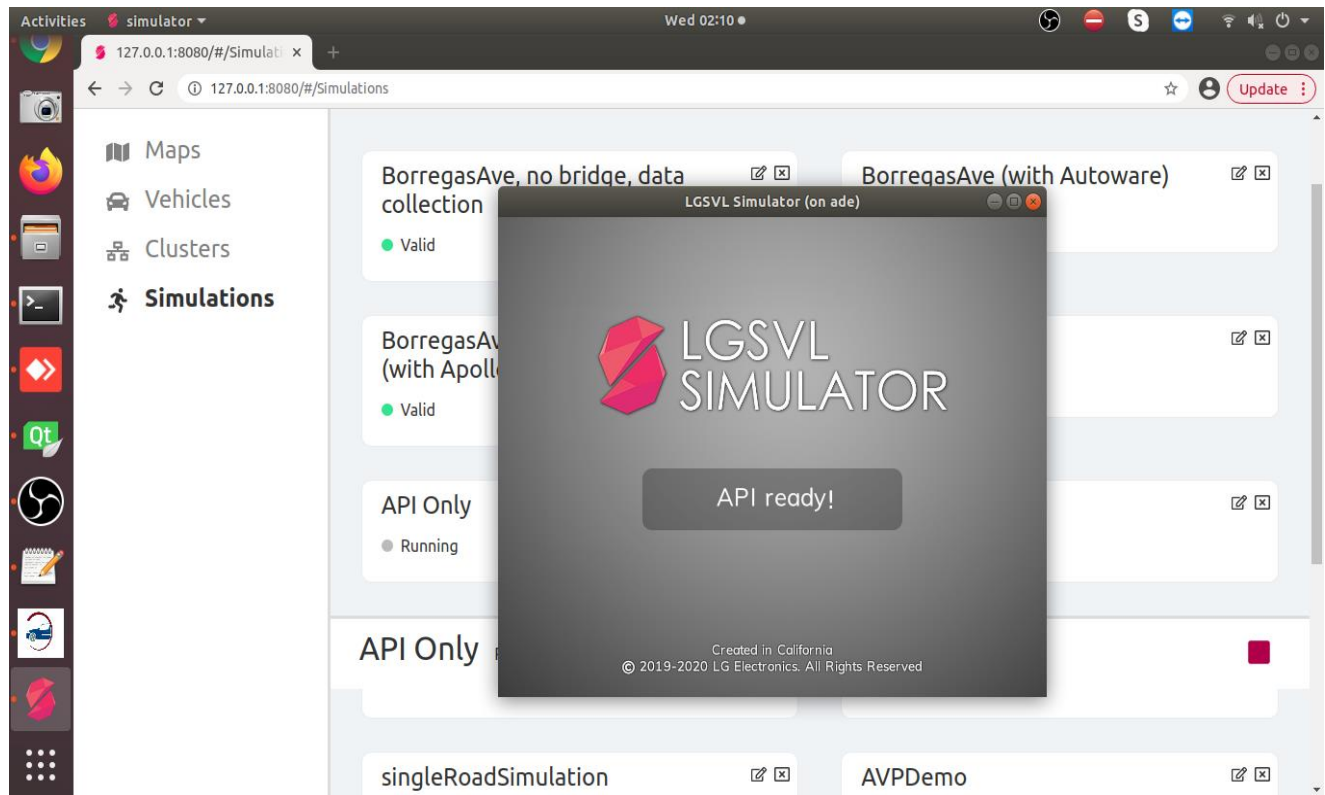 Activities simulator Wed 02:10
127.0.0.1:8080/#/Simulati
127.0.0.1:8080/#/Simulations Update
Maps
Vehicles
Clusters
Simulations
BorregasAve, no bridge, data
collection
Valid
BorregasAve (with Autoware)
(with
Valid
API Only
Running
API Only
singleRoadSimulation
AVPDemo
LGSVL Simulator (on ade)
LGSVL
SIMULATOR
API ready!
Created in California
© 2019-2020 LG Electronics. All Rights Reserved
Qt
S